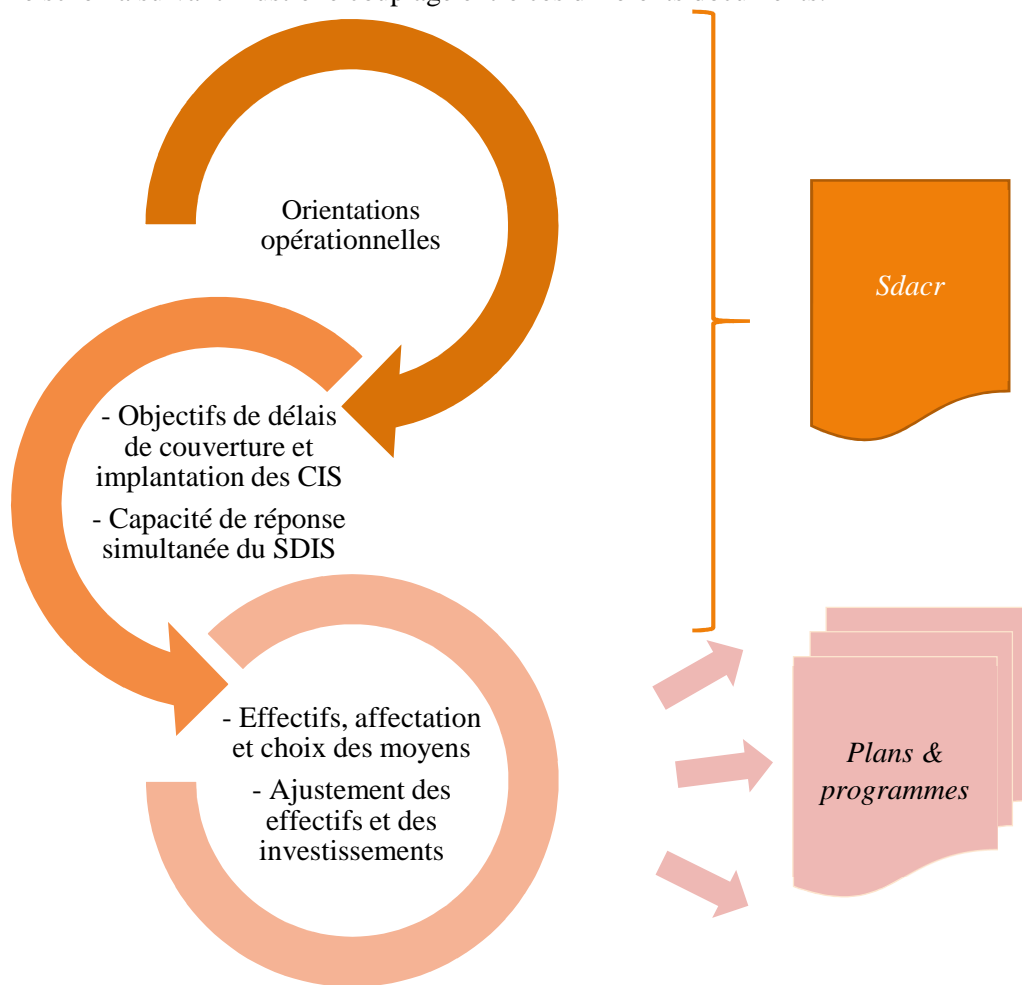 Orientations
opérationnelles
Sdacr
- Objectifs de délais
de couverture et
implantation des CIS
- Capacité de réponse
simultanée du SDIS
- Effectifs, affectation
et choix des moyens
- Ajustement des
effectifs et des
investissements
Plans &
programmes